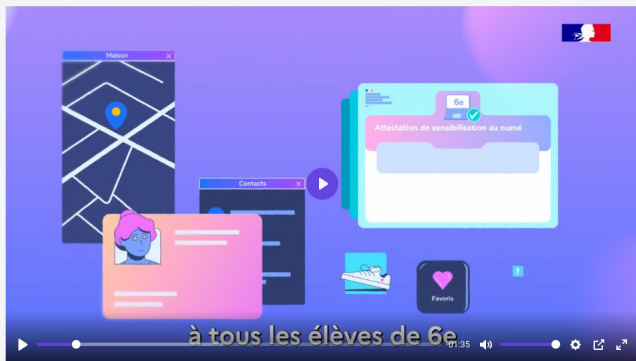 Maison
6e
Attestation de sensibilisation au numé
Contacts
Favoris
à tous les élèves de 6e
01:35